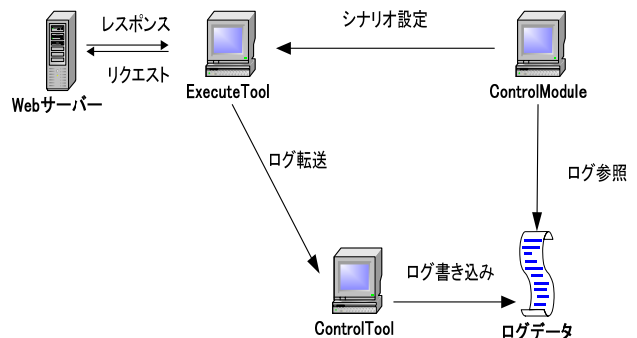 レスポンス
シナリオ設定
リクエスト
Webサーバー
ExecuteTool
ControlModule
ログ転送
ログ参照
ログ書き込み
ControlTool
ログデータ